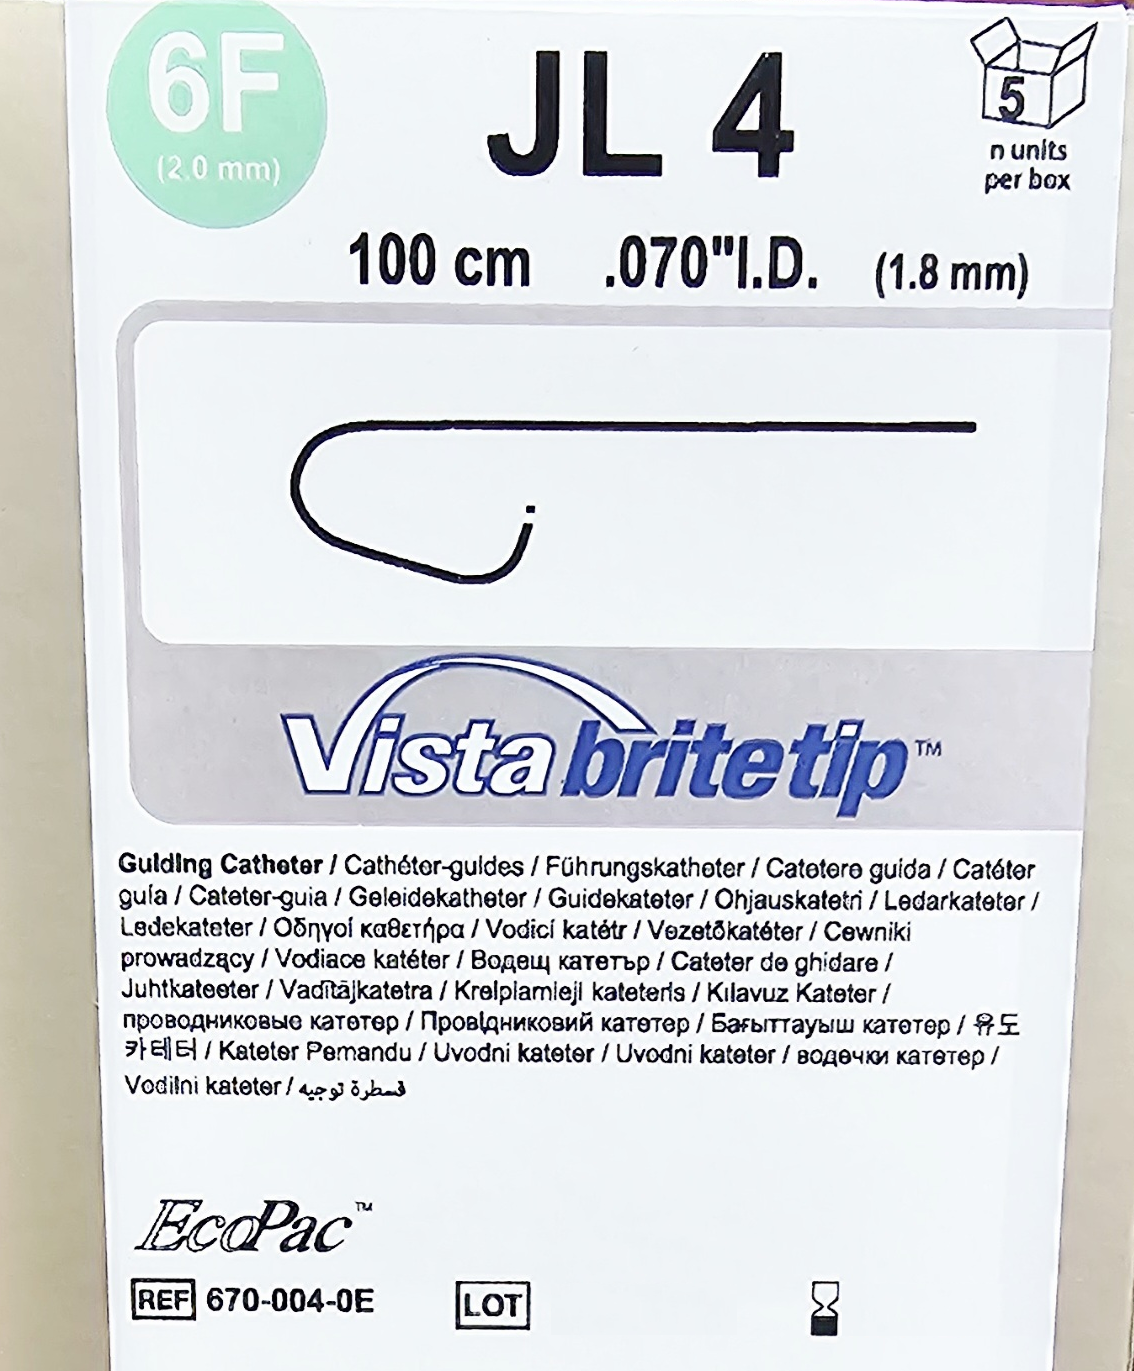 6F
(2.0 mm)
JL 4
5
n units
per box
100 cm .070"I.D. (1.8 mm)
Vista brite tip™
Guiding Catheter / Cathéter-guides / Führungskatheter / Catetere guida / Catéter
guía / Cateter-guia / Geleidekatheter / Guidekateter / Ohjauskatetri / Ledarkateter /
Ledekateter / Οδηγοί καθετήρα / Vodicí katétr / Vezetőkatéter / Cewniki
prowadzący / Vodiace katéter / Водещ катетър / Cateter de ghidare /
Juhtkateeter / Vadītājkatetra / Kreipiamieji kateteris / Kılavuz Kateter /
проводниковые катетер / Провідниковий катетер / Бағыттауыш катетер / 유도
카테터 / Kateter Pemandu / Uvodni kateter / Uvodni kateter / водечки катетер /
Vodilni kateter / قسطرة توجيه
EcoPac™
REF 670-004-0E
LOT